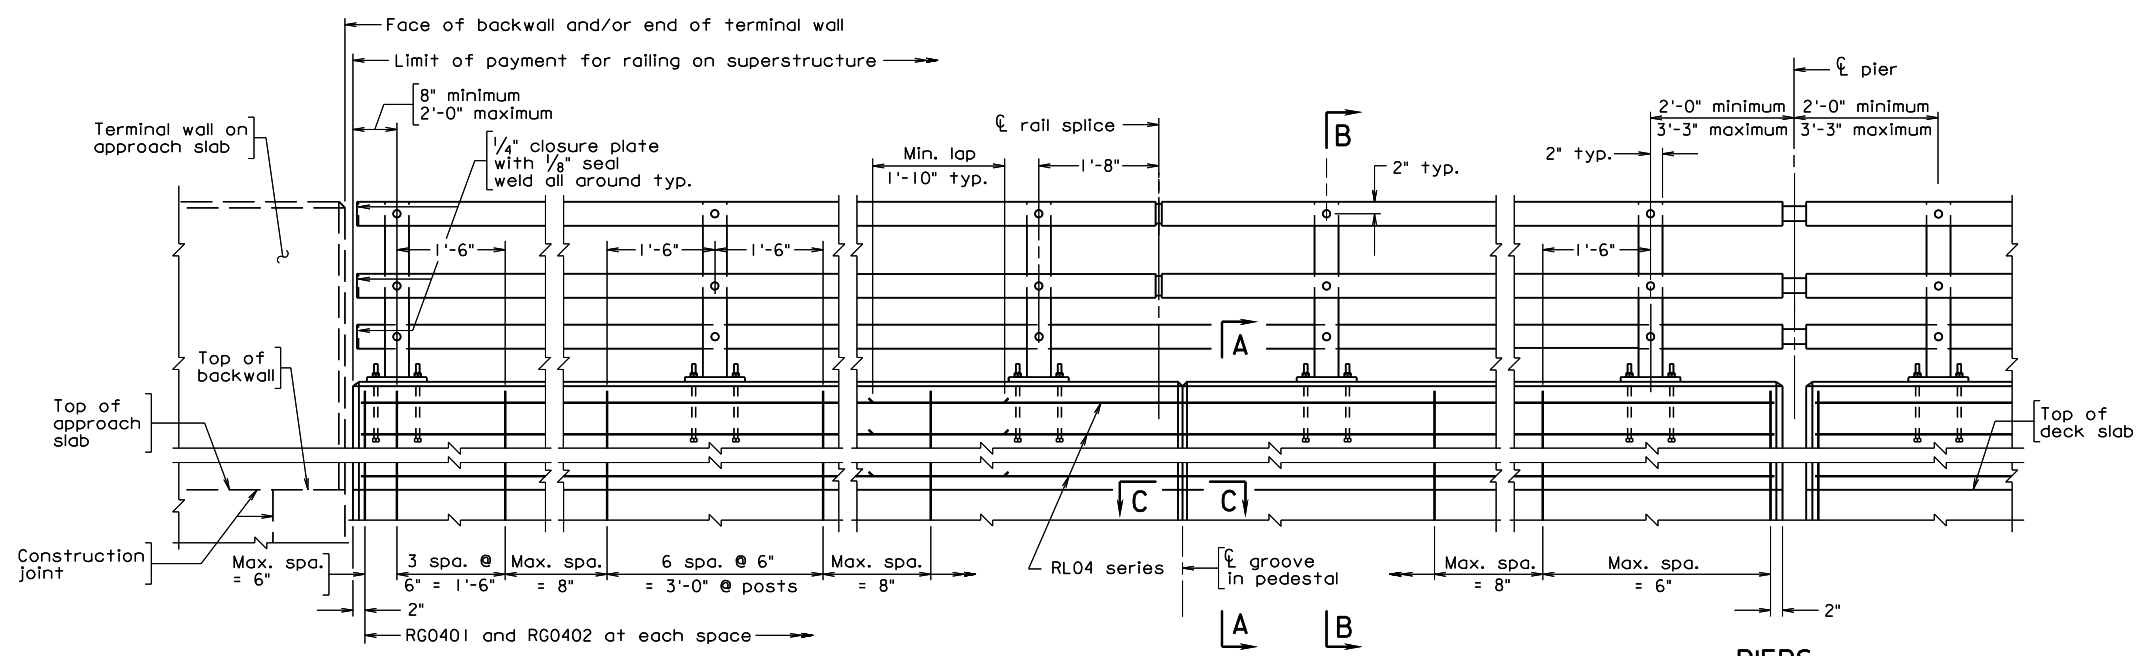 Face of backwall and/or end of terminal wall
Limit of payment for railing on superstructure
8" minimum
2'-0" maximum
Terminal wall on
approach slab
1/4" closure plate
with 1/8" seal
weld all around typ.
℄ rail splice
Min. lap
1'-10" typ.
1'-8"
B
2" typ.
2" typ.
℄ pier
2'-0" minimum
3'-3" maximum
2'-0" minimum
3'-3" maximum
1'-6"
1'-6"
1'-6"
1'-6"
A
Top of
backwall
Top of
approach
slab
Top of
deck slab
C
C
Construction
joint
Max. spa.
= 6"
3 spa. @
6" = 1'-6"
Max. spa.
= 8"
6 spa. @ 6"
= 3'-0" @ posts
Max. spa.
= 8"
RL04 series
℄ groove
in pedestal
Max. spa.
= 8"
Max. spa.
= 6"
2"
2"
RG0401 and RG0402 at each space
A
B
PIERS